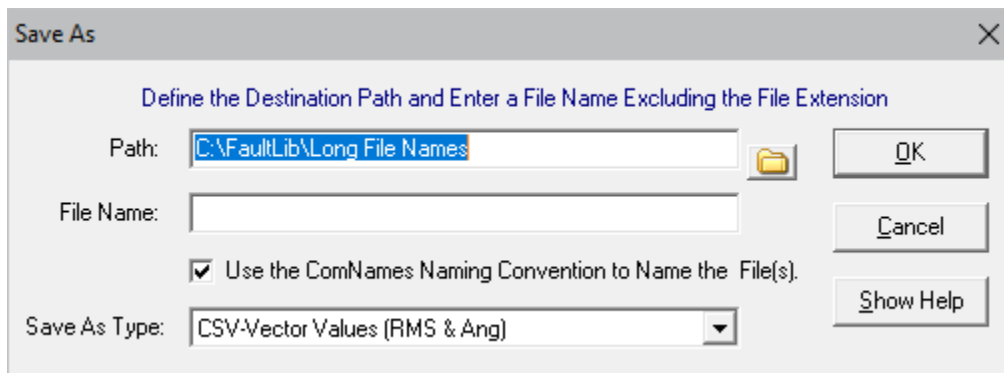 Save As
Define the Destination Path and Enter a File Name Excluding the File Extension
Path: C:\FaultLib\Long File Names
OK
File Name:
Cancel
Use the ComNames Naming Convention to Name the File(s).
Show Help
Save As Type: CSV-Vector Values (RMS & Ang)